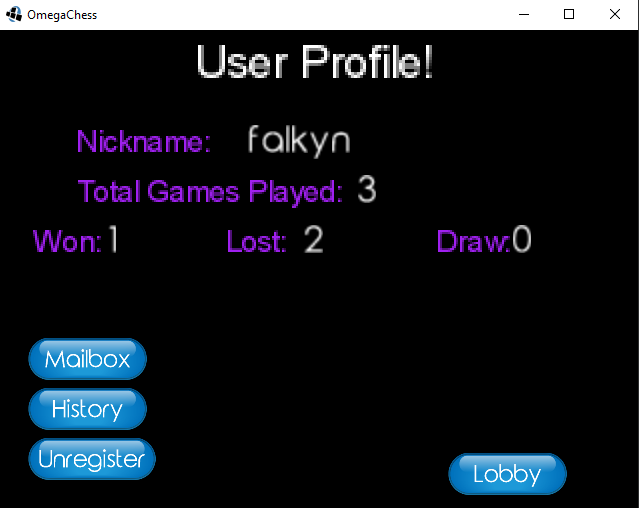 OmegaChess
User Profile!
Nickname: falkyn
Total Games Played: 3
Won: 1 Lost: 2 Draw:0
Mailbox
History
Unregister
Lobby